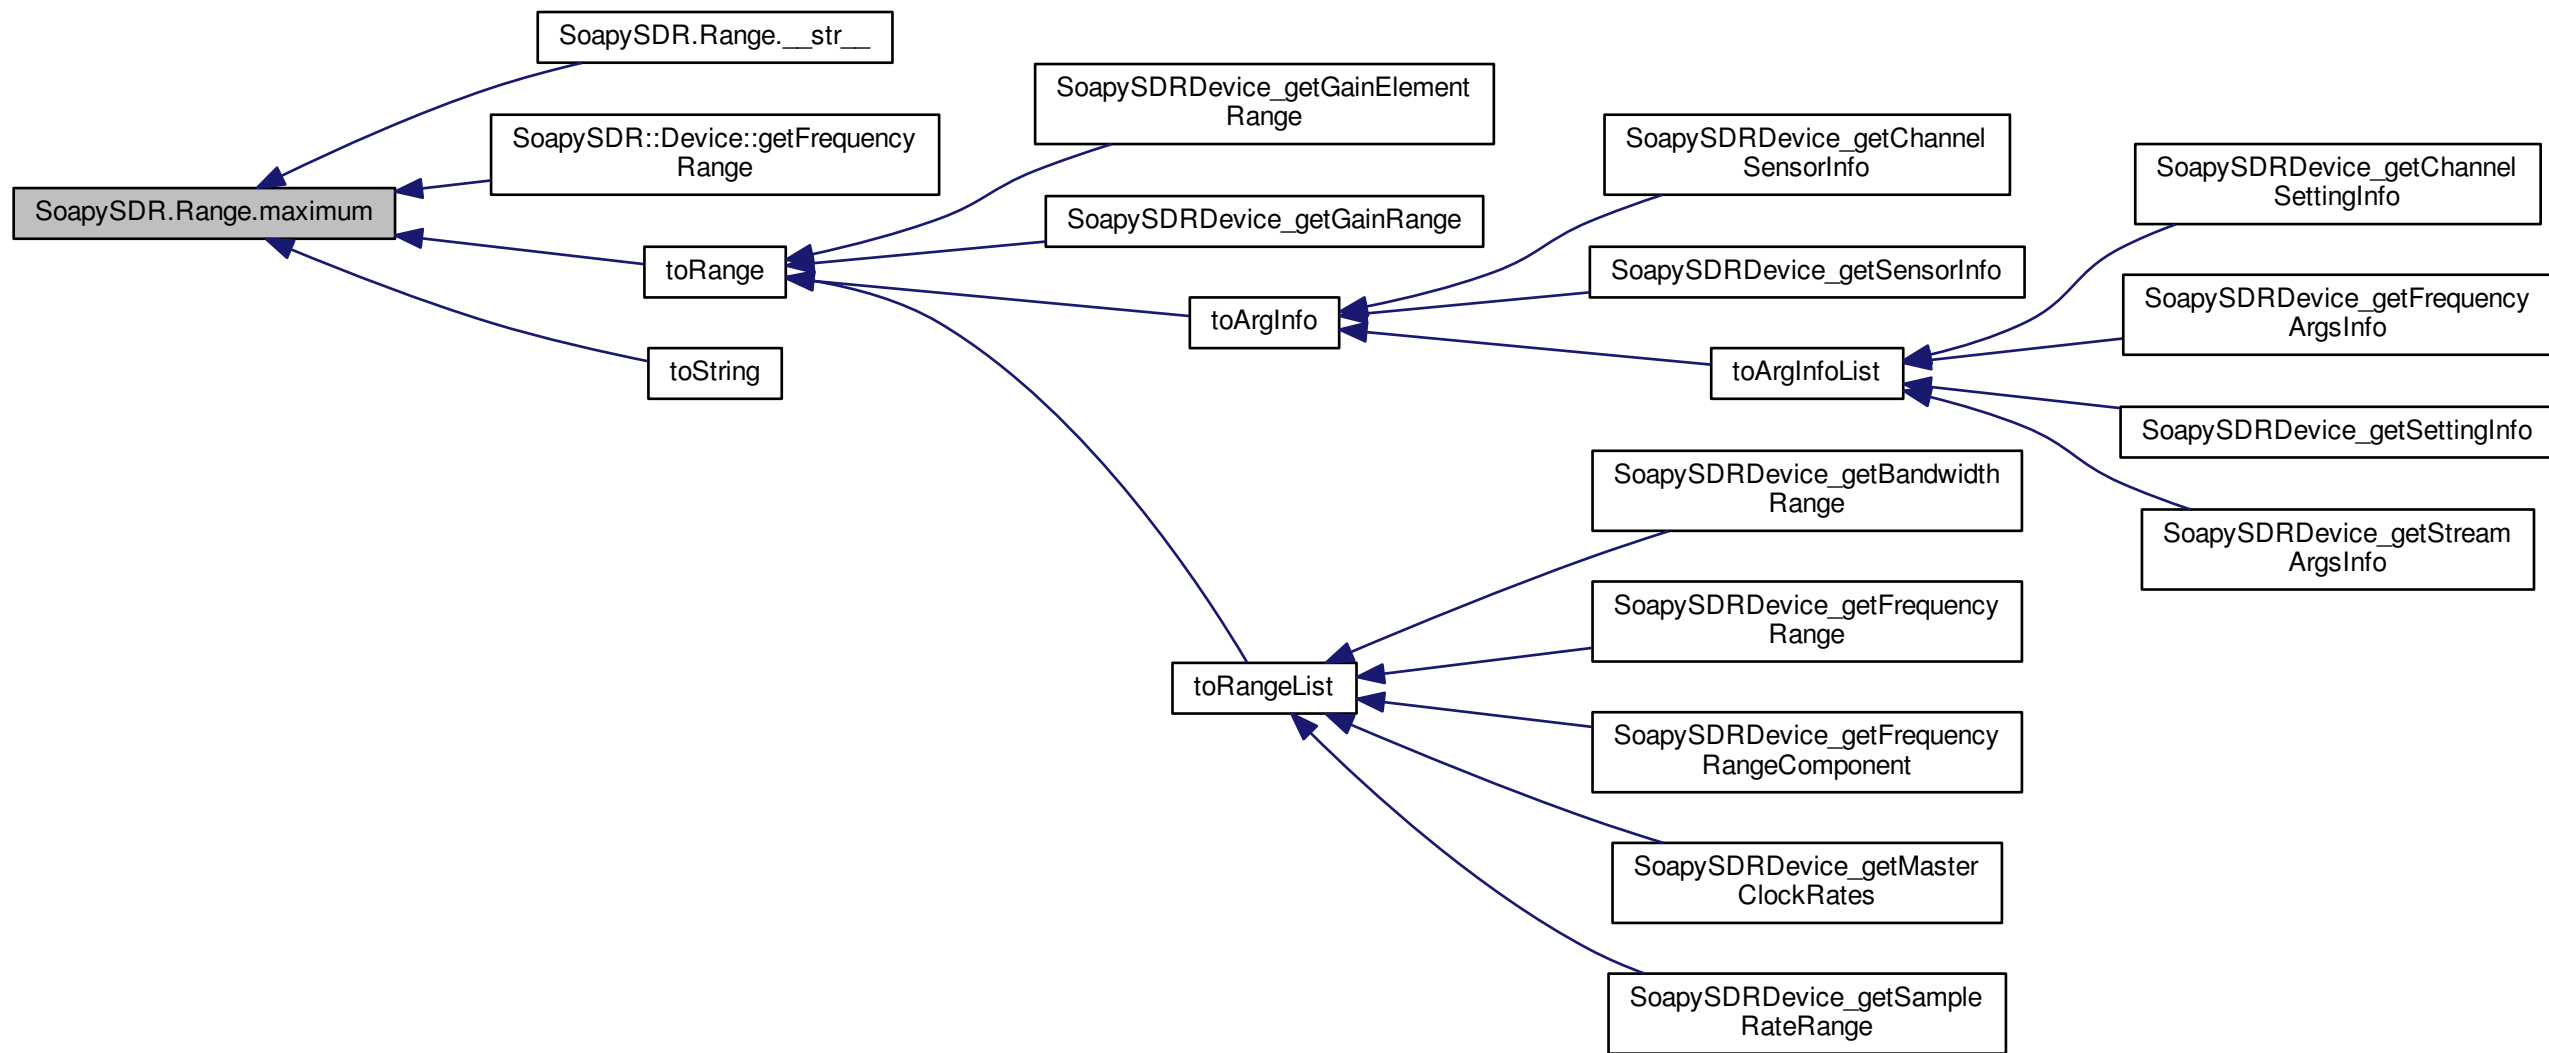 SoapySDR.Range.__str__
SoapySDR::Device::getFrequency
Range
SoapySDR.Range.maximum
toRange
toString
SoapySDRDevice_getGainElement
Range
SoapySDRDevice_getGainRange
toArgInfo
toRangeList
SoapySDRDevice_getChannel
SensorInfo
SoapySDRDevice_getSensorInfo
toArgInfoList
SoapySDRDevice_getBandwidth
Range
SoapySDRDevice_getFrequency
Range
SoapySDRDevice_getFrequency
RangeComponent
SoapySDRDevice_getMaster
ClockRates
SoapySDRDevice_getSample
RateRange
SoapySDRDevice_getChannel
SettingInfo
SoapySDRDevice_getFrequency
ArgsInfo
SoapySDRDevice_getSettingInfo
SoapySDRDevice_getStream
ArgsInfo